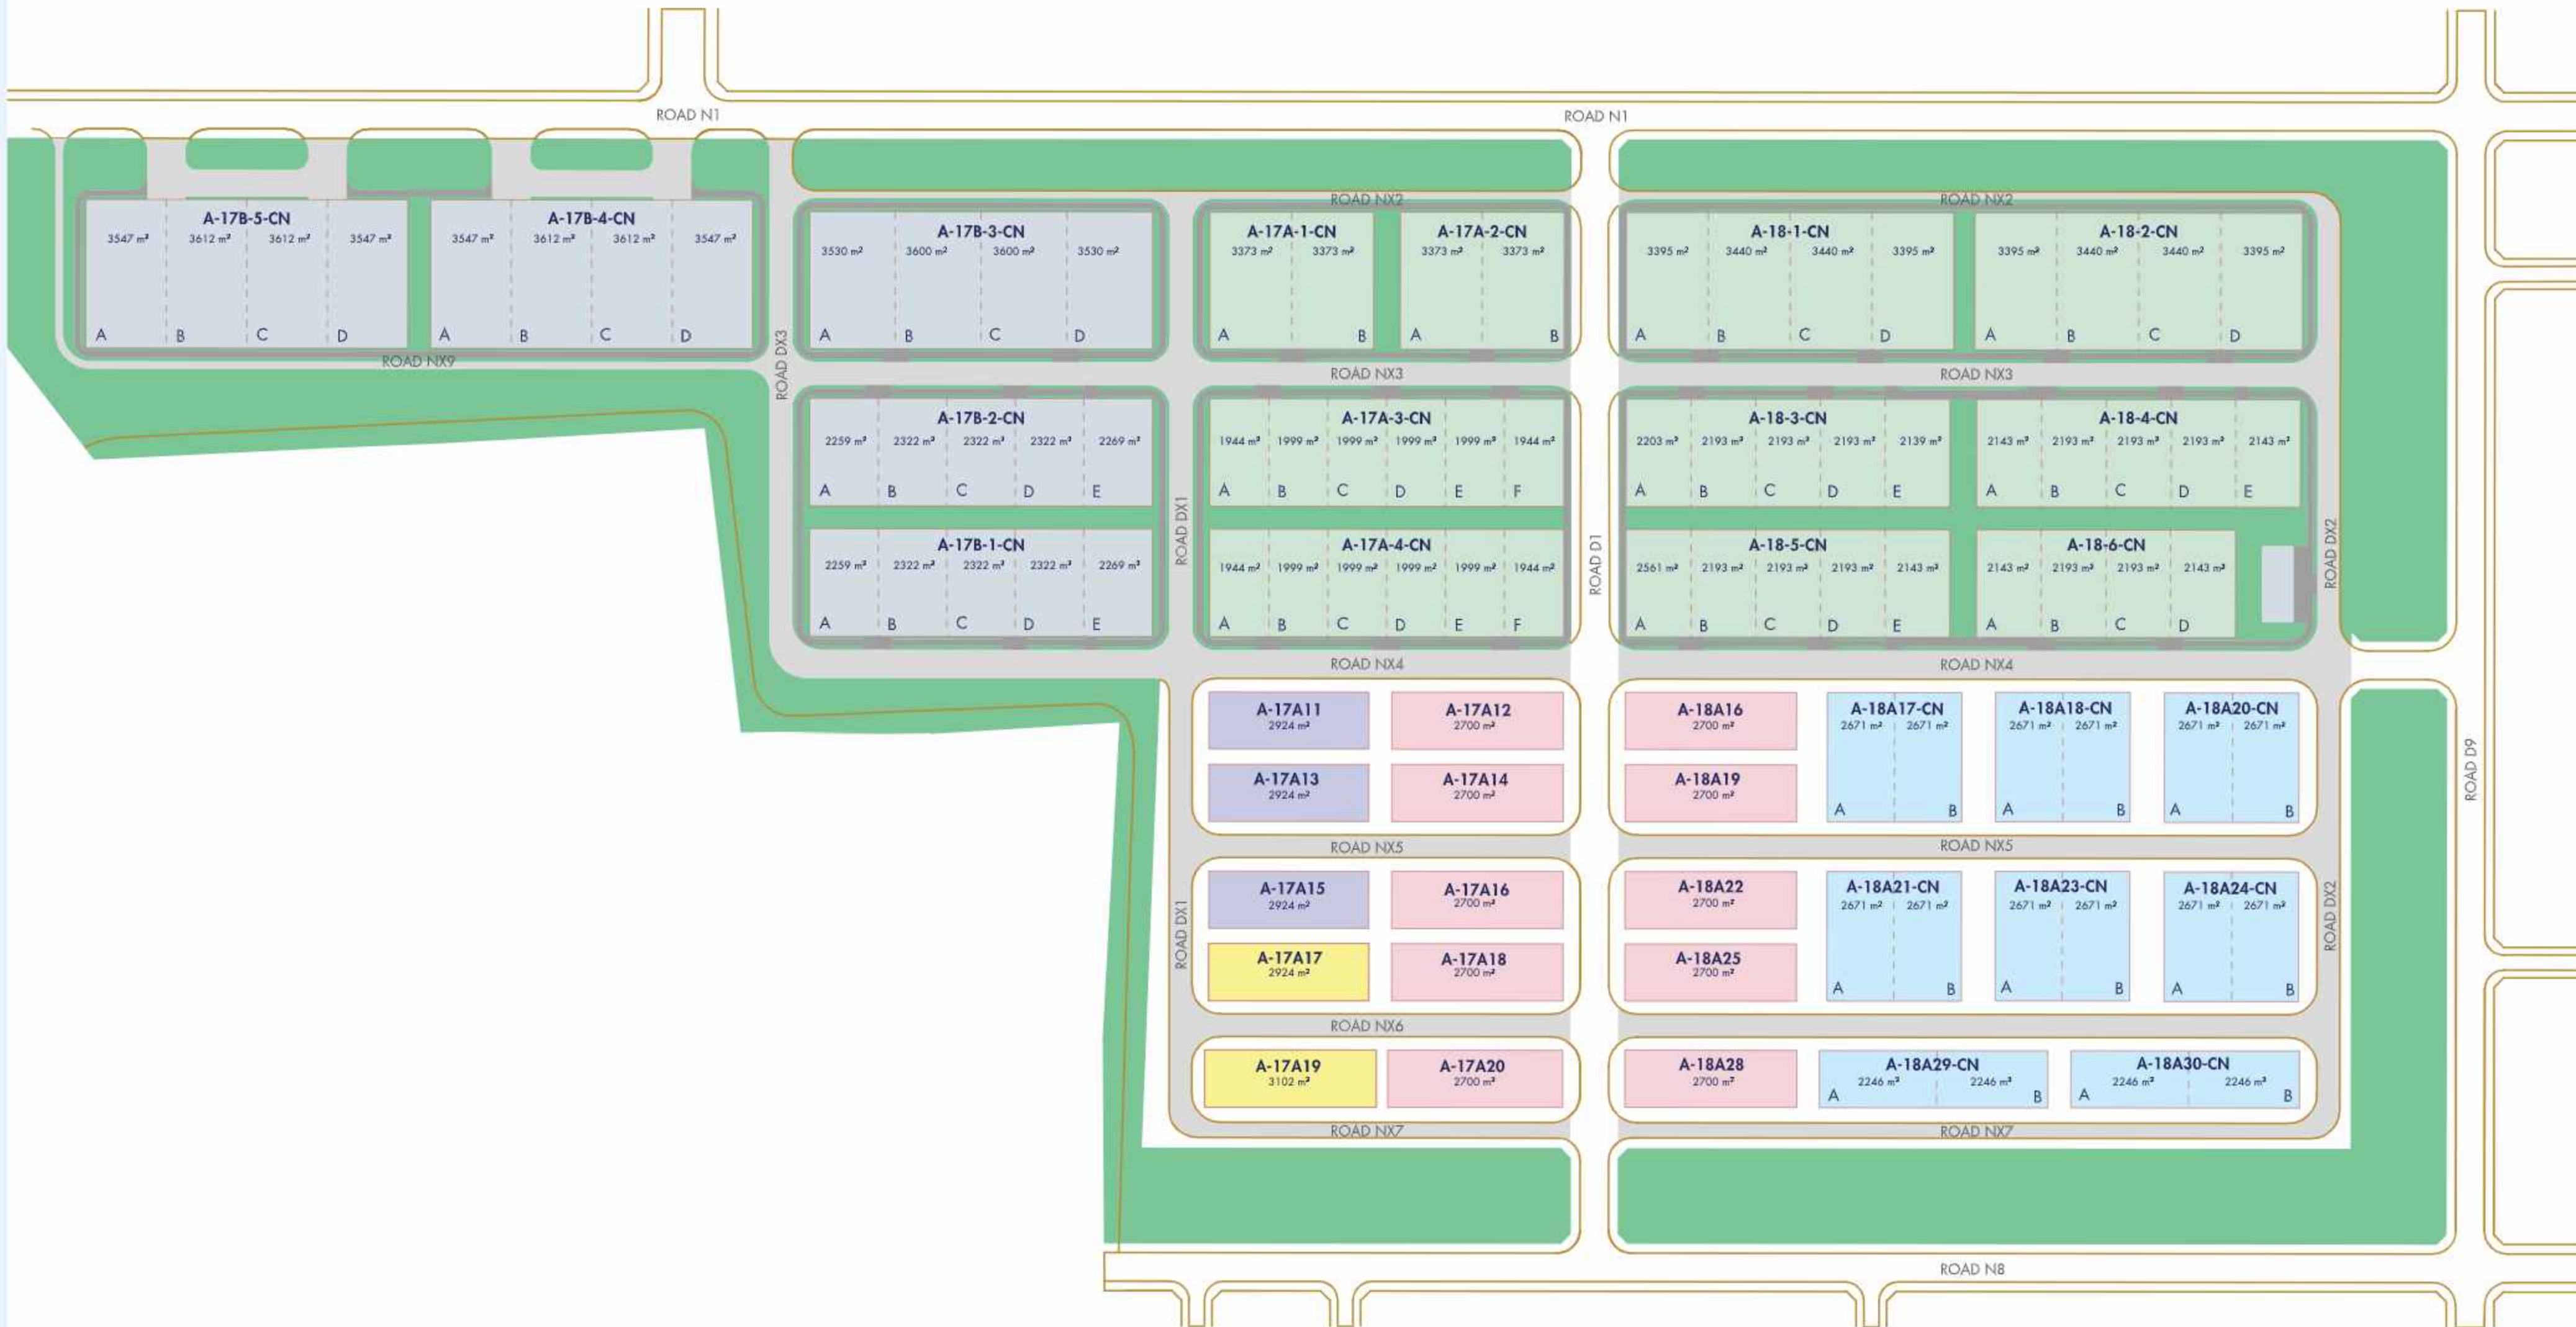 ROAD N1
ROAD N1
ROAD NX2
ROAD NX2
A-17B-5-CN
3547 m² 3612 m² 3612 m² 3547 m²
A B C D
A-17B-4-CN
3547 m² 3612 m² 3612 m² 3547 m²
A B C D
ROAD NX9
ROAD DX3
A-17B-3-CN
3530 m² 3600 m² 3600 m² 3530 m²
A B C D
A-17A-1-CN
3373 m² 3373 m²
A B
A-17A-2-CN
3373 m² 3373 m²
A B
A-18-1-CN
3395 m² 3440 m² 3440 m² 3395 m²
A B C D
A-18-2-CN
3395 m² 3440 m² 3440 m² 3395 m²
A B C D
ROAD NX3
ROAD NX3
A-17B-2-CN
2259 m² 2322 m² 2322 m² 2322 m² 2269 m²
A B C D E
A-17A-3-CN
1944 m² 1999 m² 1999 m² 1999 m² 1999 m² 1944 m²
A B C D E F
A-18-3-CN
2203 m² 2193 m² 2193 m² 2193 m² 2139 m²
A B C D E
A-18-4-CN
2143 m² 2193 m² 2193 m² 2193 m² 2143 m²
A B C D E
ROAD DX1
ROAD D1
ROAD DX2
A-17B-1-CN
2259 m² 2322 m² 2322 m² 2322 m² 2269 m²
A B C D E
A-17A-4-CN
1944 m² 1999 m² 1999 m² 1999 m² 1999 m² 1944 m²
A B C D E F
A-18-5-CN
2561 m² 2193 m² 2193 m² 2193 m² 2143 m²
A B C D E
A-18-6-CN
2143 m² 2193 m² 2193 m² 2143 m²
A B C D
ROAD NX4
ROAD NX4
A-17A11
2924 m²
A-17A12
2700 m²
A-18A16
2700 m²
A-18A17-CN
2671 m² 2671 m²
A B
A-18A18-CN
2671 m² 2671 m²
A B
A-18A20-CN
2671 m² 2671 m²
A B
A-17A13
2924 m²
A-17A14
2700 m²
A-18A19
2700 m²
ROAD D9
ROAD NX5
ROAD NX5
A-17A15
2924 m²
A-17A16
2700 m²
A-18A22
2700 m²
A-18A21-CN
2671 m² 2671 m²
A B
A-18A23-CN
2671 m² 2671 m²
A B
A-18A24-CN
2671 m² 2671 m²
A B
ROAD DX1
ROAD DX2
A-17A17
2924 m²
A-17A18
2700 m²
A-18A25
2700 m²
ROAD NX6
A-17A19
3102 m²
A-17A20
2700 m²
A-18A28
2700 m²
A-18A29-CN
2246 m² 2246 m²
A B
A-18A30-CN
2246 m² 2246 m²
A B
ROAD NX7
ROAD NX7
ROAD N8